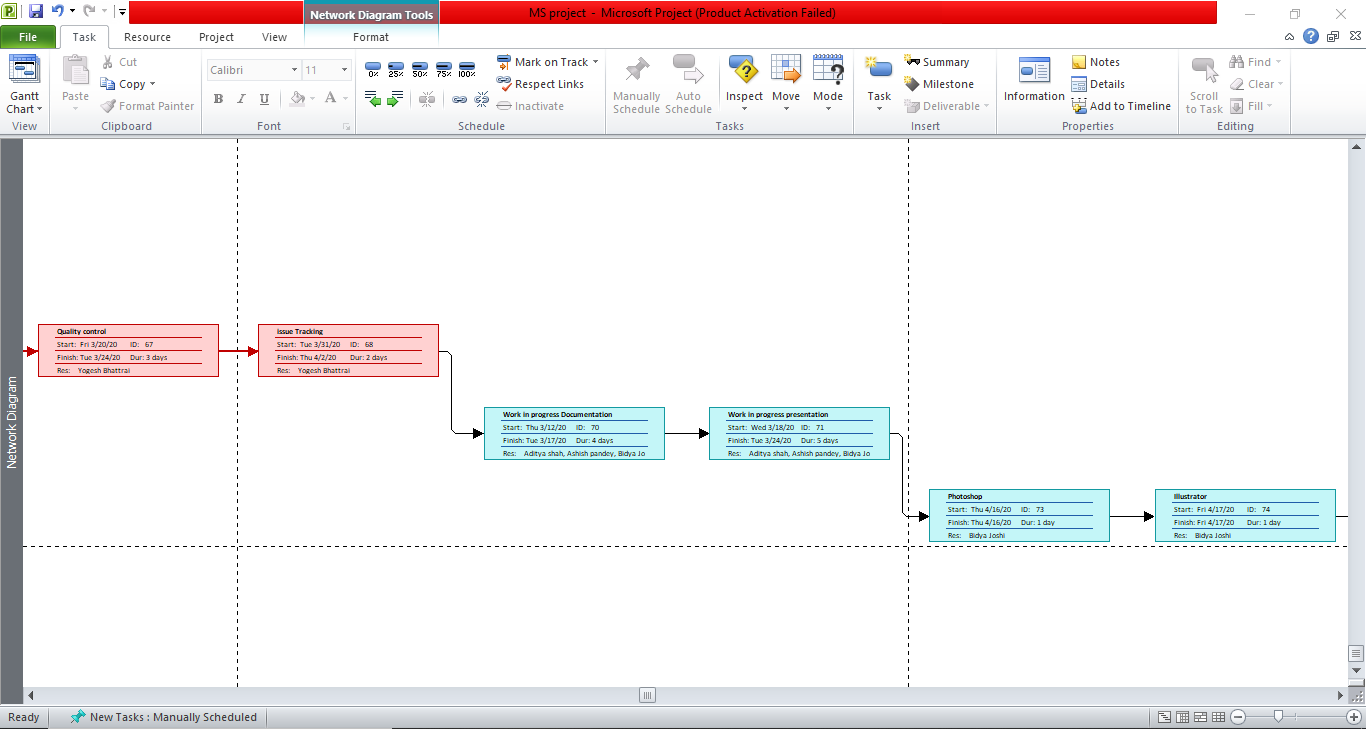 Network Diagram Tools
MS project - Microsoft Project (Product Activation Failed)
File Task Resource Project View Format
Gantt Chart
View
Paste
Cut
Copy
Format Painter
Clipboard
Calibri 11
B I U A
Font
0% 25% 50% 75% 100%
Mark on Track
Respect Links
Inactivate
Schedule
Manually Schedule
Auto Schedule
Inspect
Move
Mode
Tasks
Task
Summary
Milestone
Deliverable
Insert
Information
Notes
Details
Add to Timeline
Properties
Scroll to Task
Find
Clear
Fill
Editing
Network Diagram
Quality control
Start: Fri 3/20/20 ID: 67
Finish: Tue 3/24/20 Dur: 3 days
Res: Yogesh Bhattrai
Issue Tracking
Start: Tue 3/31/20 ID: 68
Finish: Thu 4/2/20 Dur: 2 days
Res: Yogesh Bhattrai
Work in progress Documentation
Start: Thu 3/12/20 ID: 70
Finish: Tue 3/17/20 Dur: 4 days
Res: Aditya shah, Ashish pandey, Bidya Jo
Work in progress presentation
Start: Wed 3/18/20 ID: 71
Finish: Tue 3/24/20 Dur: 5 days
Res: Aditya shah, Ashish pandey, Bidya Jo
Photoshop
Start: Thu 4/16/20 ID: 73
Finish: Thu 4/16/20 Dur: 1 day
Res: Bidya Joshi
Illustrator
Start: Fri 4/17/20 ID: 74
Finish: Fri 4/17/20 Dur: 1 day
Res: Bidya Joshi
Ready
New Tasks : Manually Scheduled